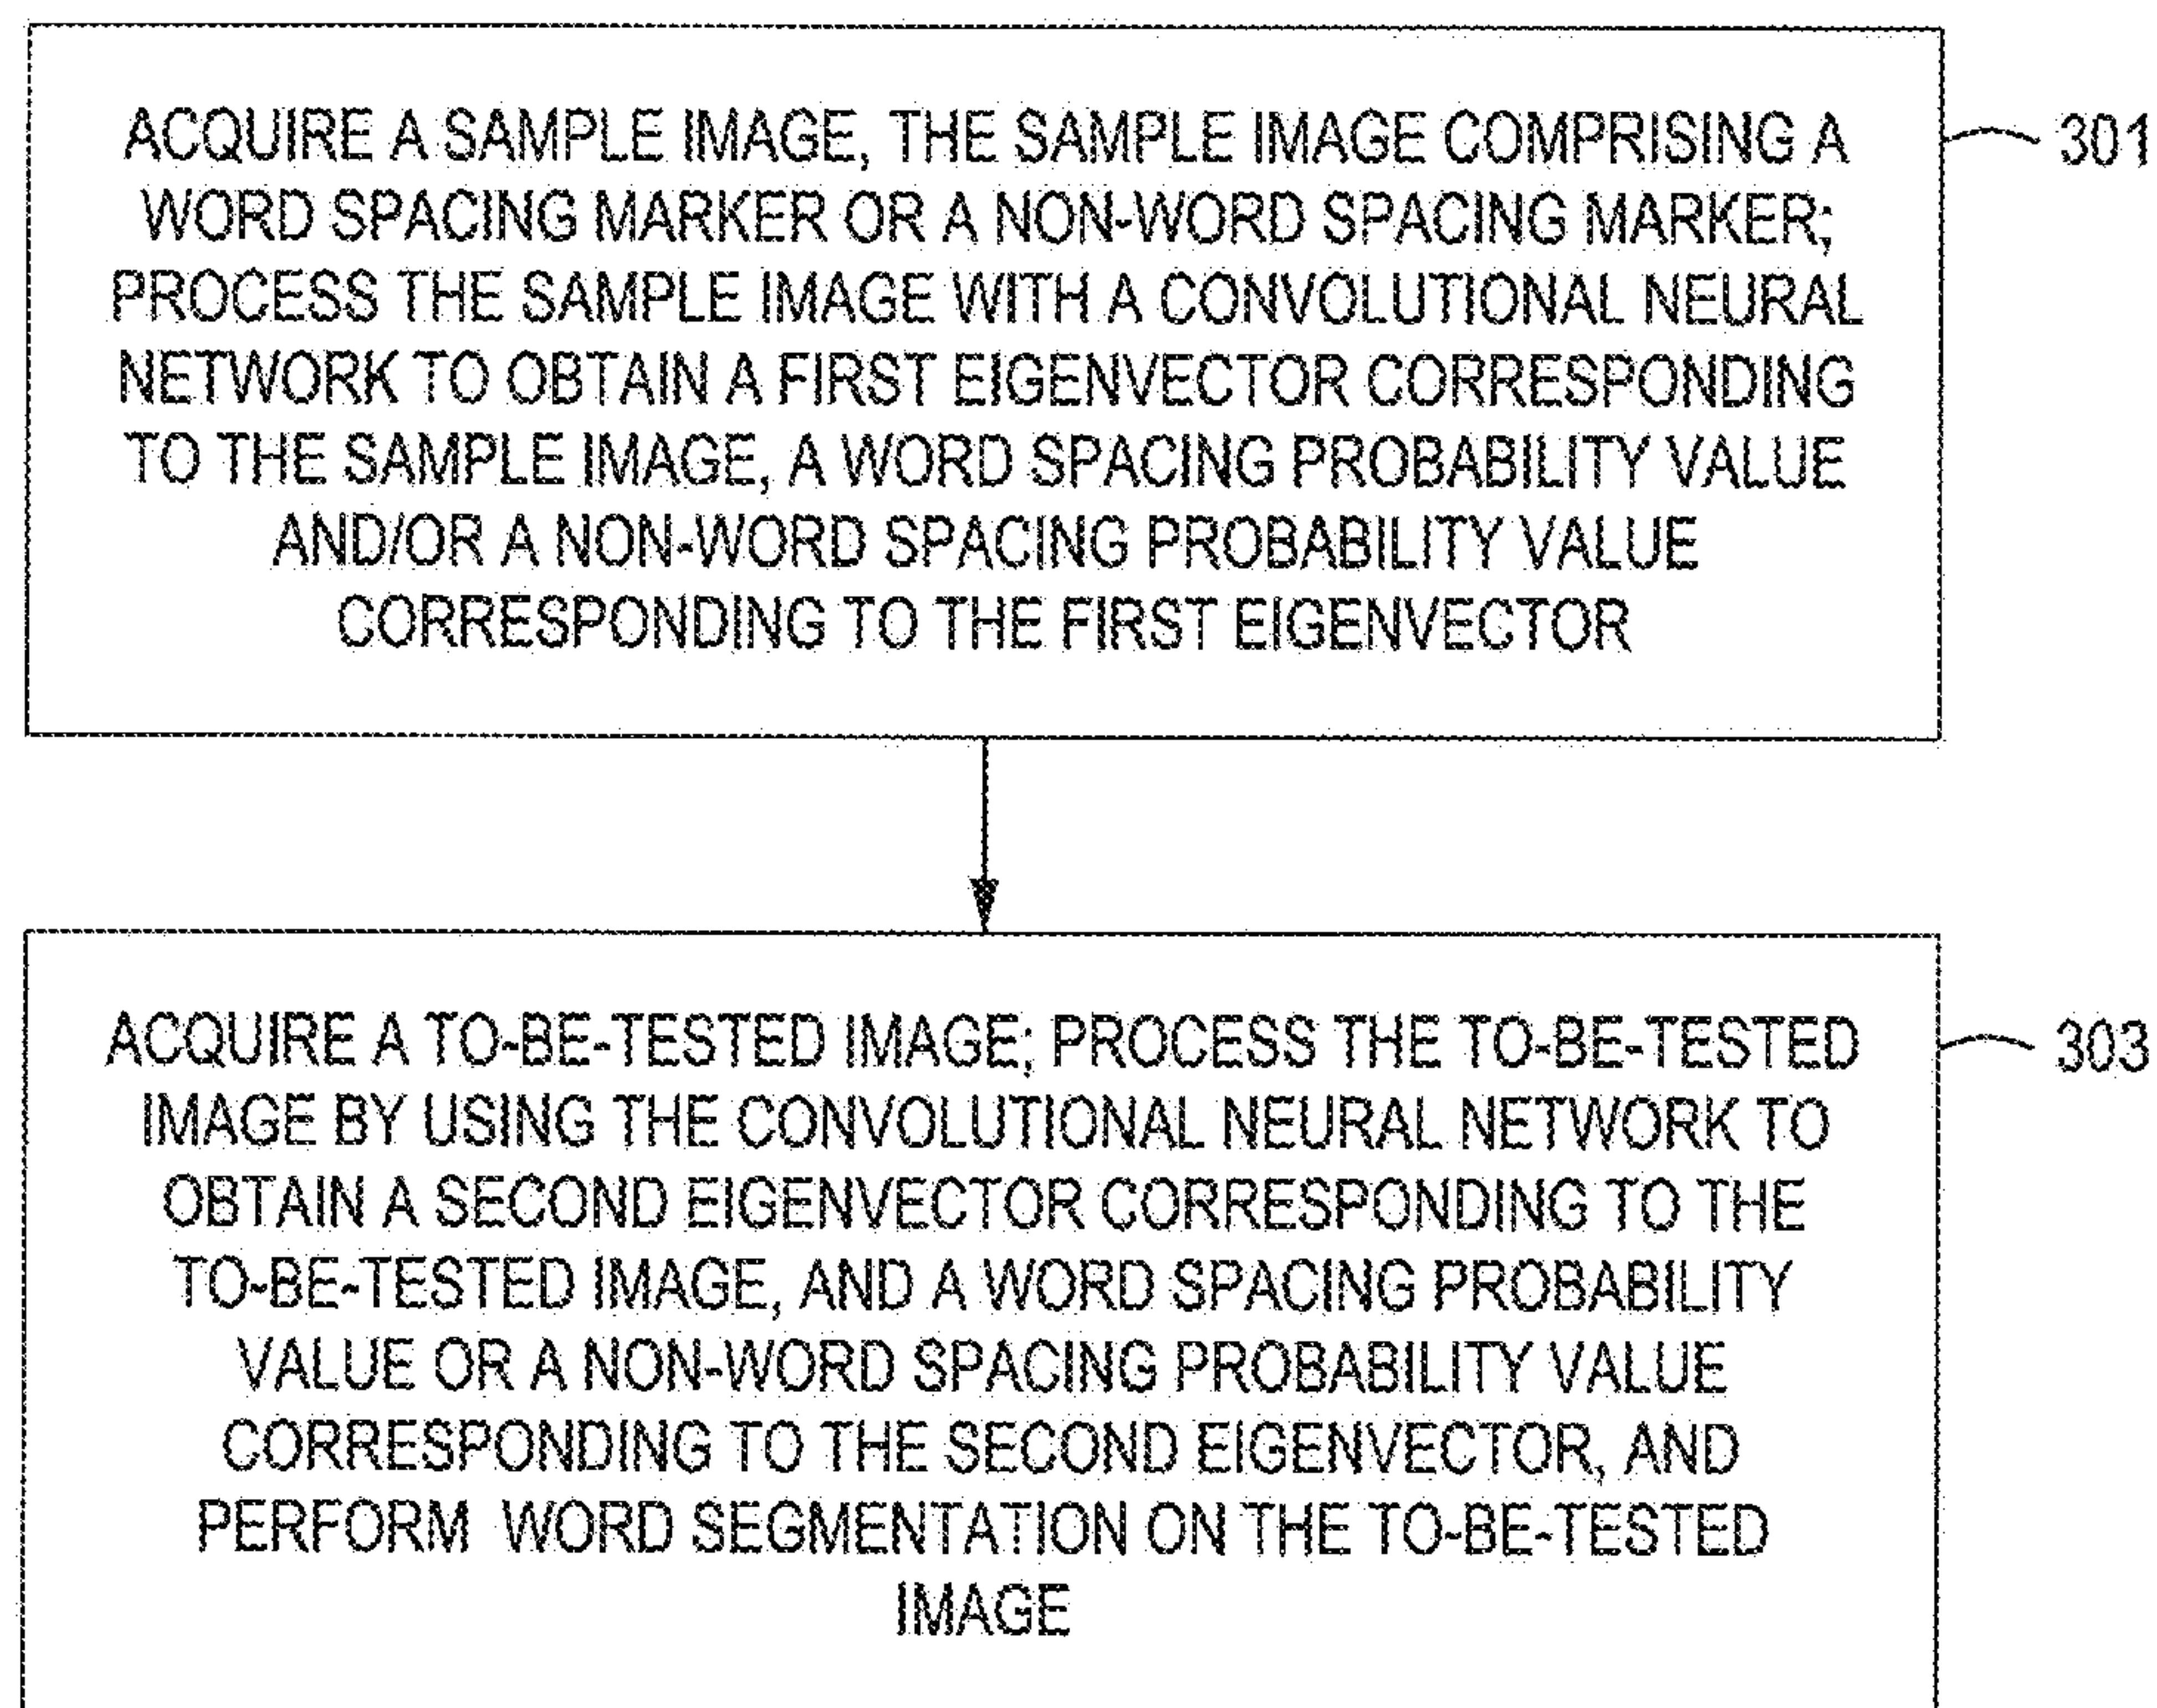 ACQUIRE A SAMPLE IMAGE, THE SAMPLE IMAGE COMPRISING A
WORD SPACING MARKER OR A NON-WORD SPACING MARKER;
PROCESS THE SAMPLE IMAGE WITH A CONVOLUTIONAL NEURAL
NETWORK TO OBTAIN A FIRST EIGENVECTOR CORRESPONDING
TO THE SAMPLE IMAGE, A WORD SPACING PROBABILITY VALUE
AND/OR A NON-WORD SPACING PROBABILITY VALUE
CORRESPONDING TO THE FIRST EIGENVECTOR
301
ACQUIRE A TO-BE-TESTED IMAGE; PROCESS THE TO-BE-TESTED
IMAGE BY USING THE CONVOLUTIONAL NEURAL NETWORK TO
OBTAIN A SECOND EIGENVECTOR CORRESPONDING TO THE
TO-BE-TESTED IMAGE, AND A WORD SPACING PROBABILITY
VALUE OR A NON-WORD SPACING PROBABILITY VALUE
CORRESPONDING TO THE SECOND EIGENVECTOR, AND
PERFORM WORD SEGMENTATION ON THE TO-BE-TESTED
IMAGE
303